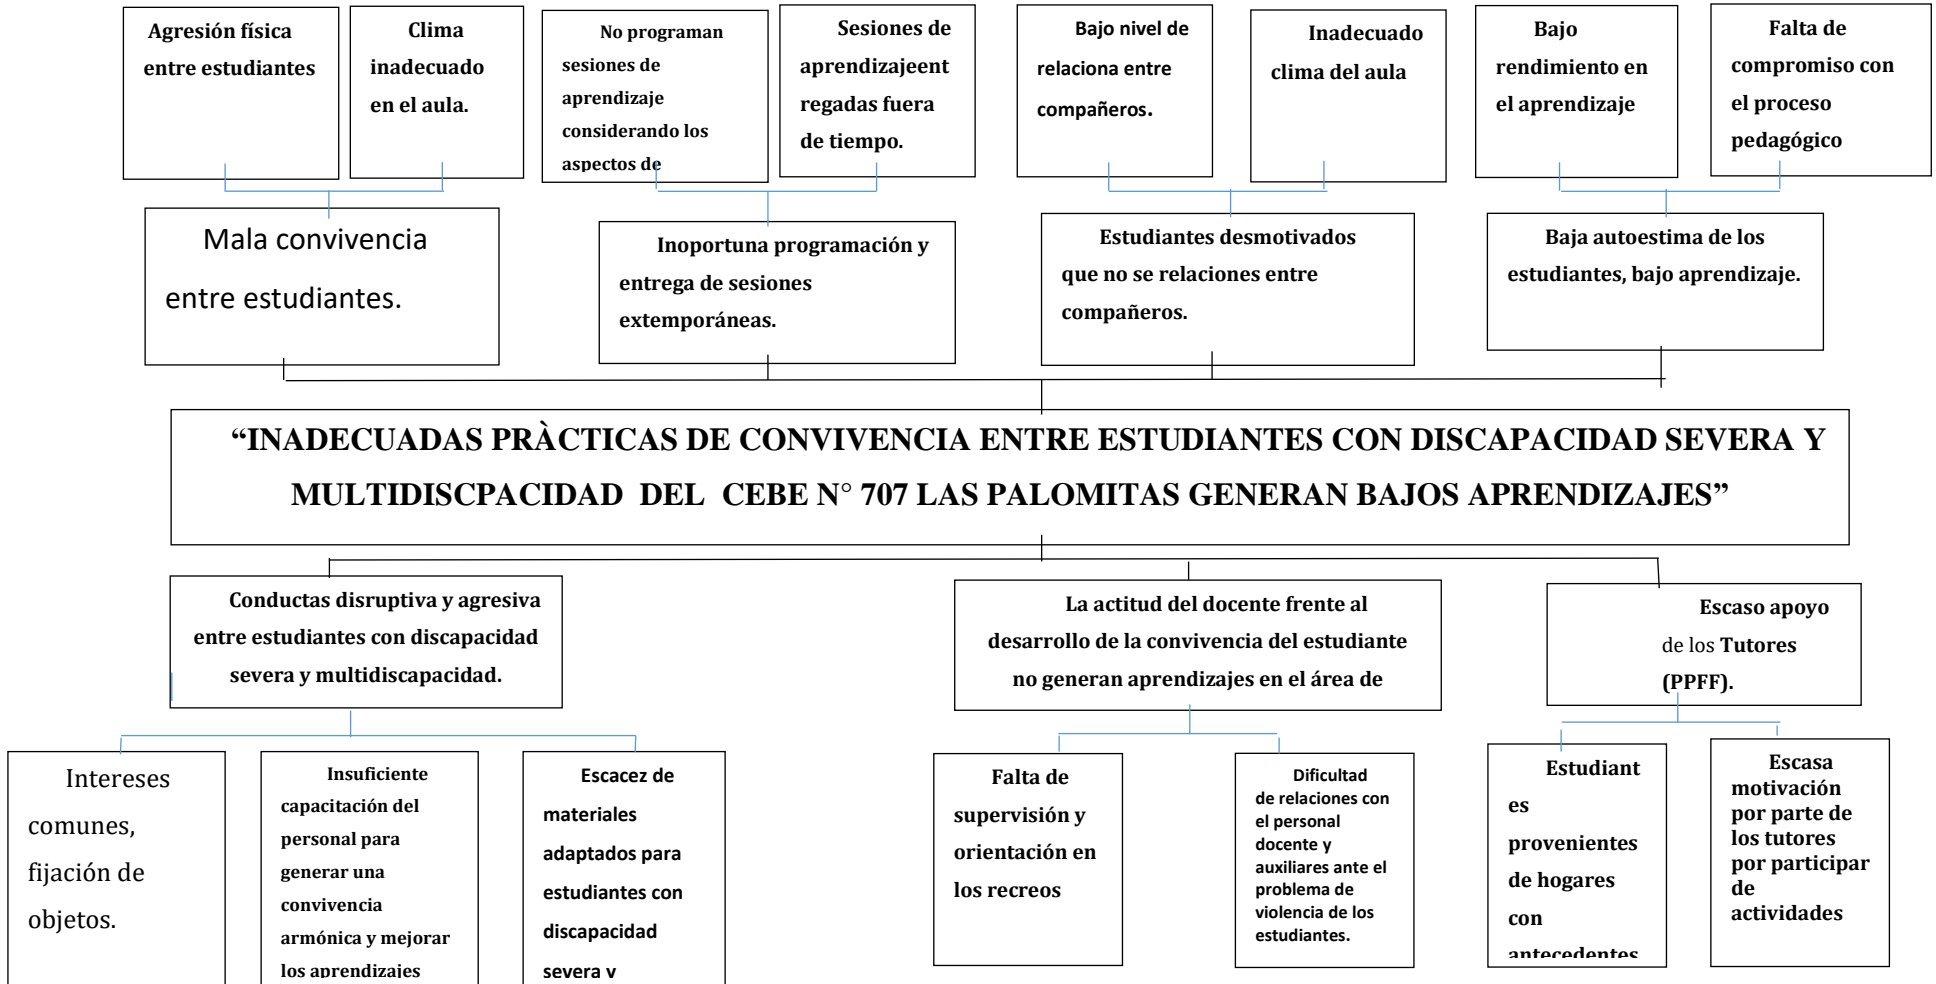 Agresión física
entre estudiantes
Clima
inadecuado
en el aula.
No programan
sesiones de
aprendizaje
considerando los
aspectos de
Sesiones de
aprendizajeent
regadas fuera
de tiempo.
Bajo nivel de
relaciona entre
compañeros.
Inadecuado
clima del aula
Bajo
rendimiento en
el aprendizaje
Falta de
compromiso con
el proceso
pedagógico
Mala convivencia
entre estudiantes.
Inoportuna programación y
entrega de sesiones
extemporáneas.
Estudiantes desmotivados
que no se relaciones entre
compañeros.
Baja autoestima de los
estudiantes, bajo aprendizaje.
“INADECUADAS PRÀCTICAS DE CONVIVENCIA ENTRE ESTUDIANTES CON DISCAPACIDAD SEVERA Y
MULTIDISCPACIDAD DEL CEBE N° 707 LAS PALOMITAS GENERAN BAJOS APRENDIZAJES”
Conductas disruptiva y agresiva
entre estudiantes con discapacidad
severa y multidiscapacidad.
La actitud del docente frente al
desarrollo de la convivencia del estudiante
no generan aprendizajes en el área de
Escaso apoyo
de los Tutores
(PPFF).
Intereses
comunes,
fijación de
objetos.
Insuficiente
capacitación del
personal para
generar una
convivencia
armónica y mejorar
los aprendizajes
Escacez de
materiales
adaptados para
estudiantes con
discapacidad
severa y
Falta de
supervisión y
orientación en
los recreos
Dificultad
de relaciones con
el personal
docente y
auxiliares ante el
problema de
violencia de los
estudiantes.
Estudiant
es
provenientes
de hogares
con
antecedentes
Escasa
motivación
por parte de
los tutores
por participar
de
actividades